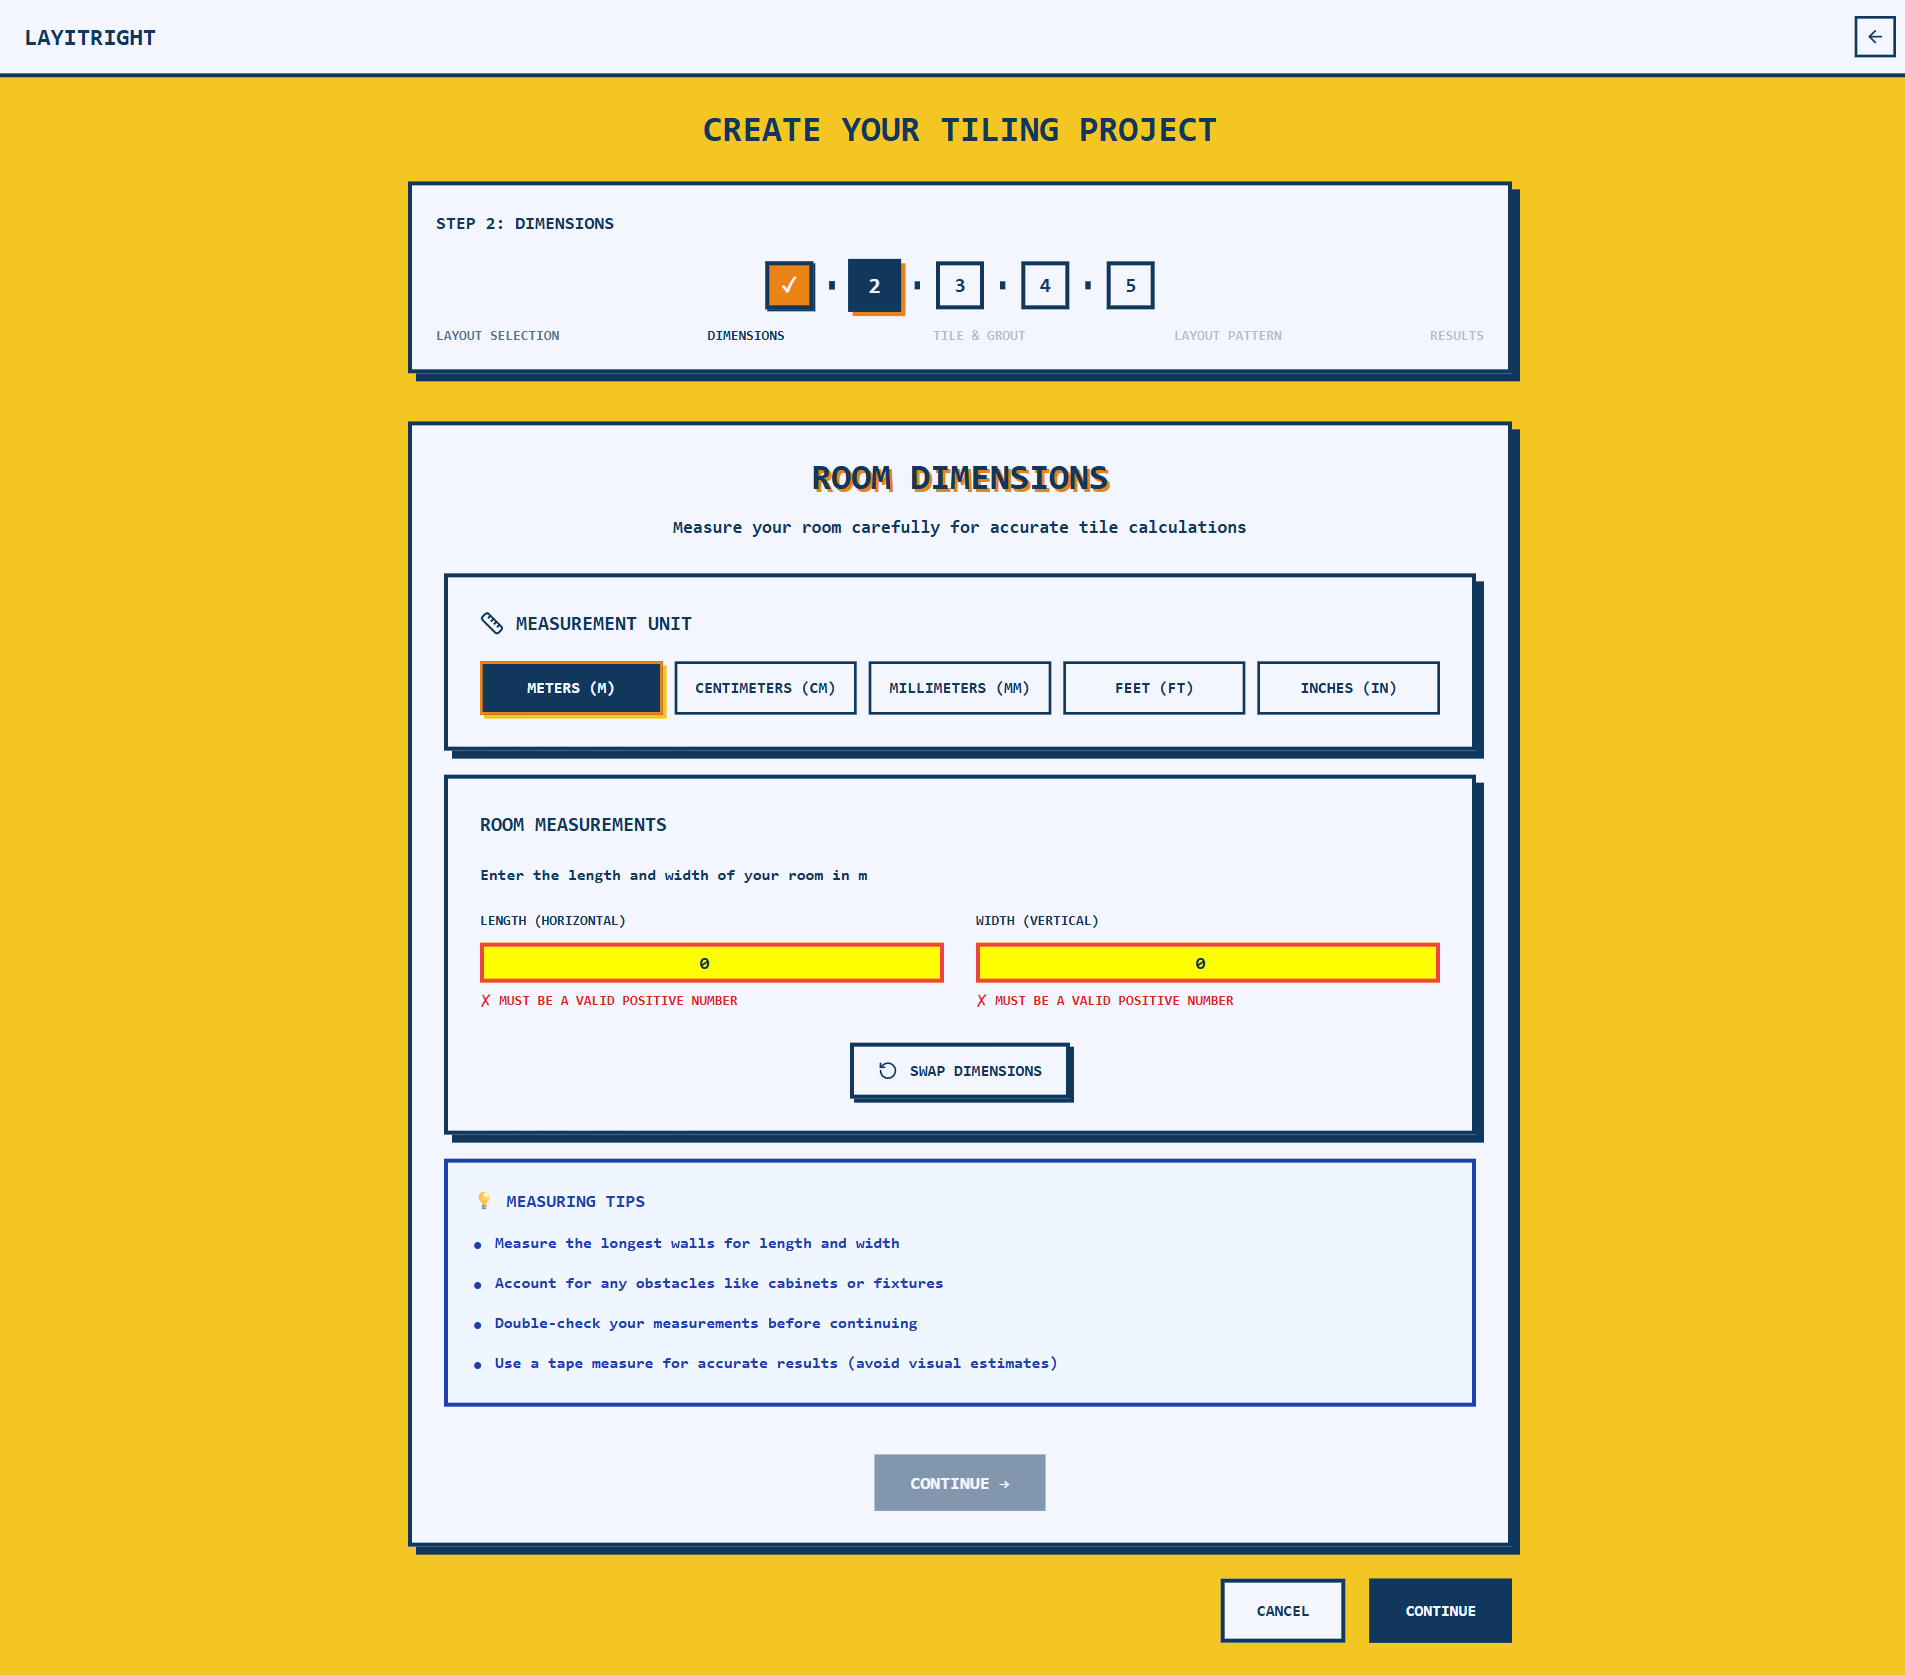 LAYITRIGHT
CREATE YOUR TILING PROJECT
STEP 2: DIMENSIONS
✓ 2 3 4 5
LAYOUT SELECTION DIMENSIONS TILE & GROUT LAYOUT PATTERN RESULTS
ROOM DIMENSIONS
Measure your room carefully for accurate tile calculations
MEASUREMENT UNIT
METERS (M) CENTIMETERS (CM) MILLIMETERS (MM) FEET (FT) INCHES (IN)
ROOM MEASUREMENTS
Enter the length and width of your room in m
LENGTH (HORIZONTAL) WIDTH (VERTICAL)
0 0
✗ MUST BE A VALID POSITIVE NUMBER ✗ MUST BE A VALID POSITIVE NUMBER
SWAP DIMENSIONS
💡 MEASURING TIPS
● Measure the longest walls for length and width
● Account for any obstacles like cabinets or fixtures
● Double-check your measurements before continuing
● Use a tape measure for accurate results (avoid visual estimates)
CONTINUE →
CANCEL CONTINUE